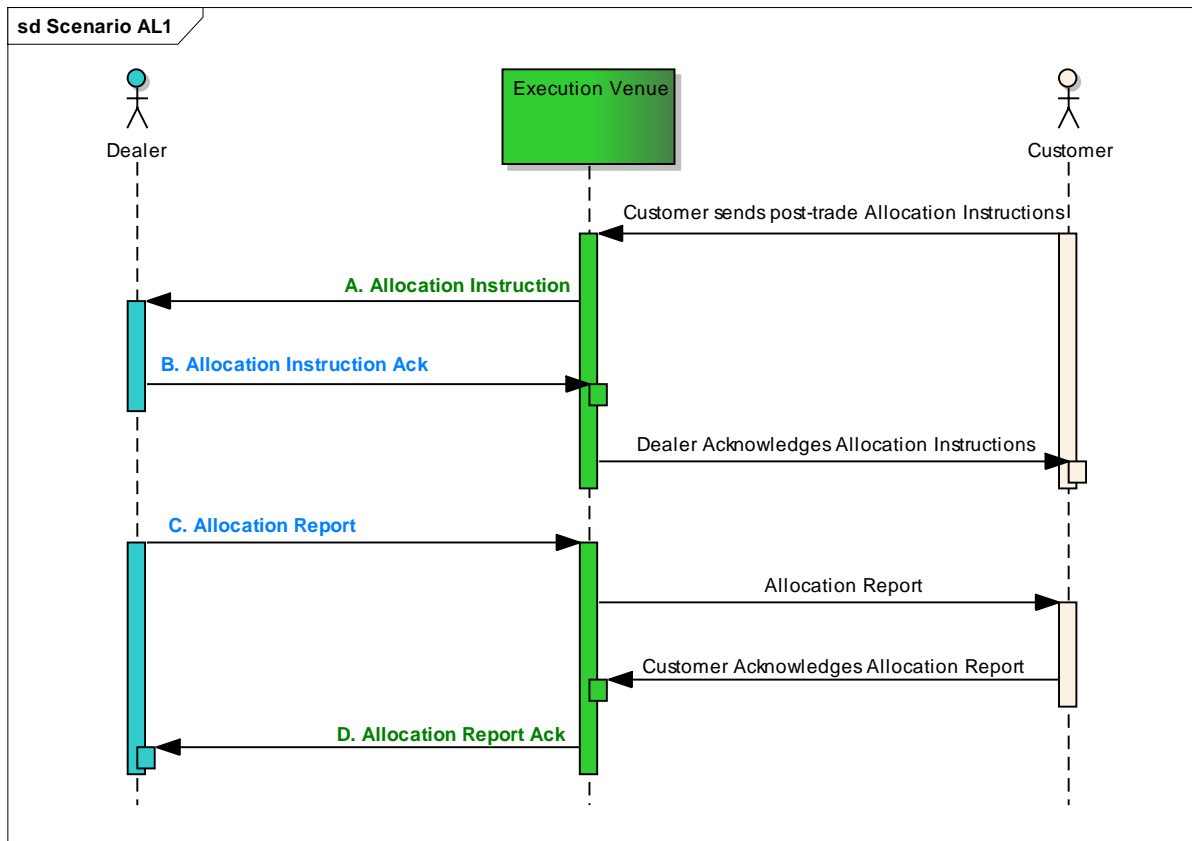 sd Scenario AL1
Execution Venue
Dealer
Customer
Customer sends post-trade Allocation Instructions
A. Allocation Instruction
B. Allocation Instruction Ack
Dealer Acknowledges Allocation Instructions
C. Allocation Report
Allocation Report
Customer Acknowledges Allocation Report
D. Allocation Report Ack